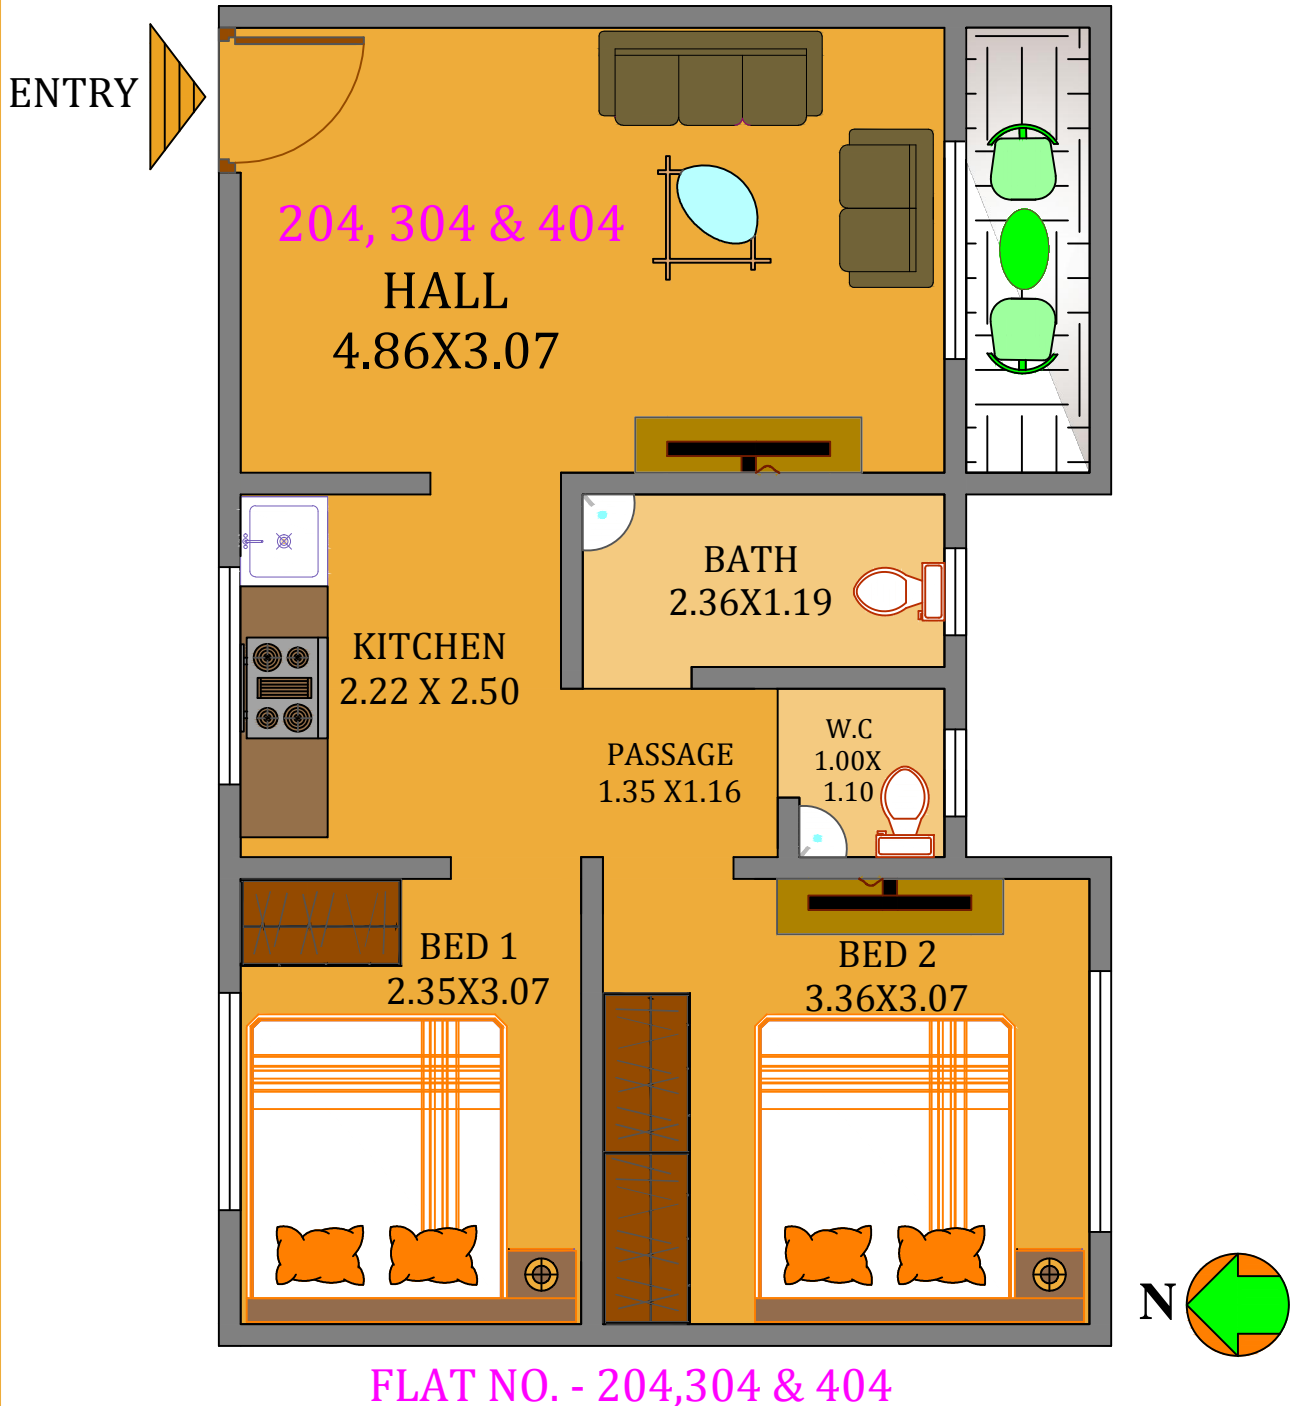 ENTRY
204, 304 & 404
HALL
4.86X3.07
BATH
2.36X1.19
KITCHEN
2.22 X 2.50
W.C
1.00X
1.10
PASSAGE
1.35 X1.16
BED 1
2.35X3.07
BED 2
3.36X3.07
N
FLAT NO. - 204,304 & 404